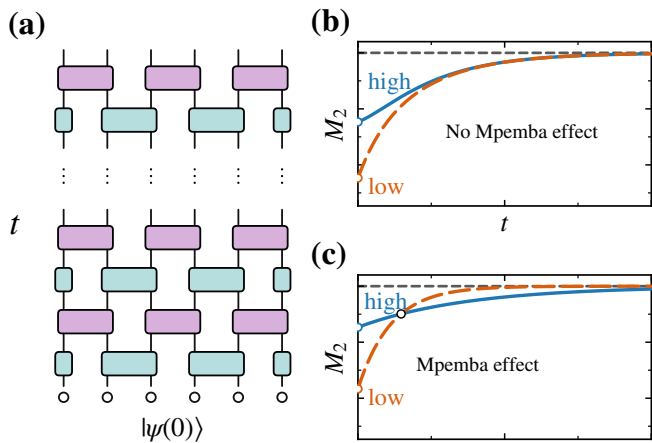 (a)
t
|ψ(0)⟩
(b)
M₂
high
No Mpemba effect
low
t
(c)
M₂
high
Mpemba effect
low